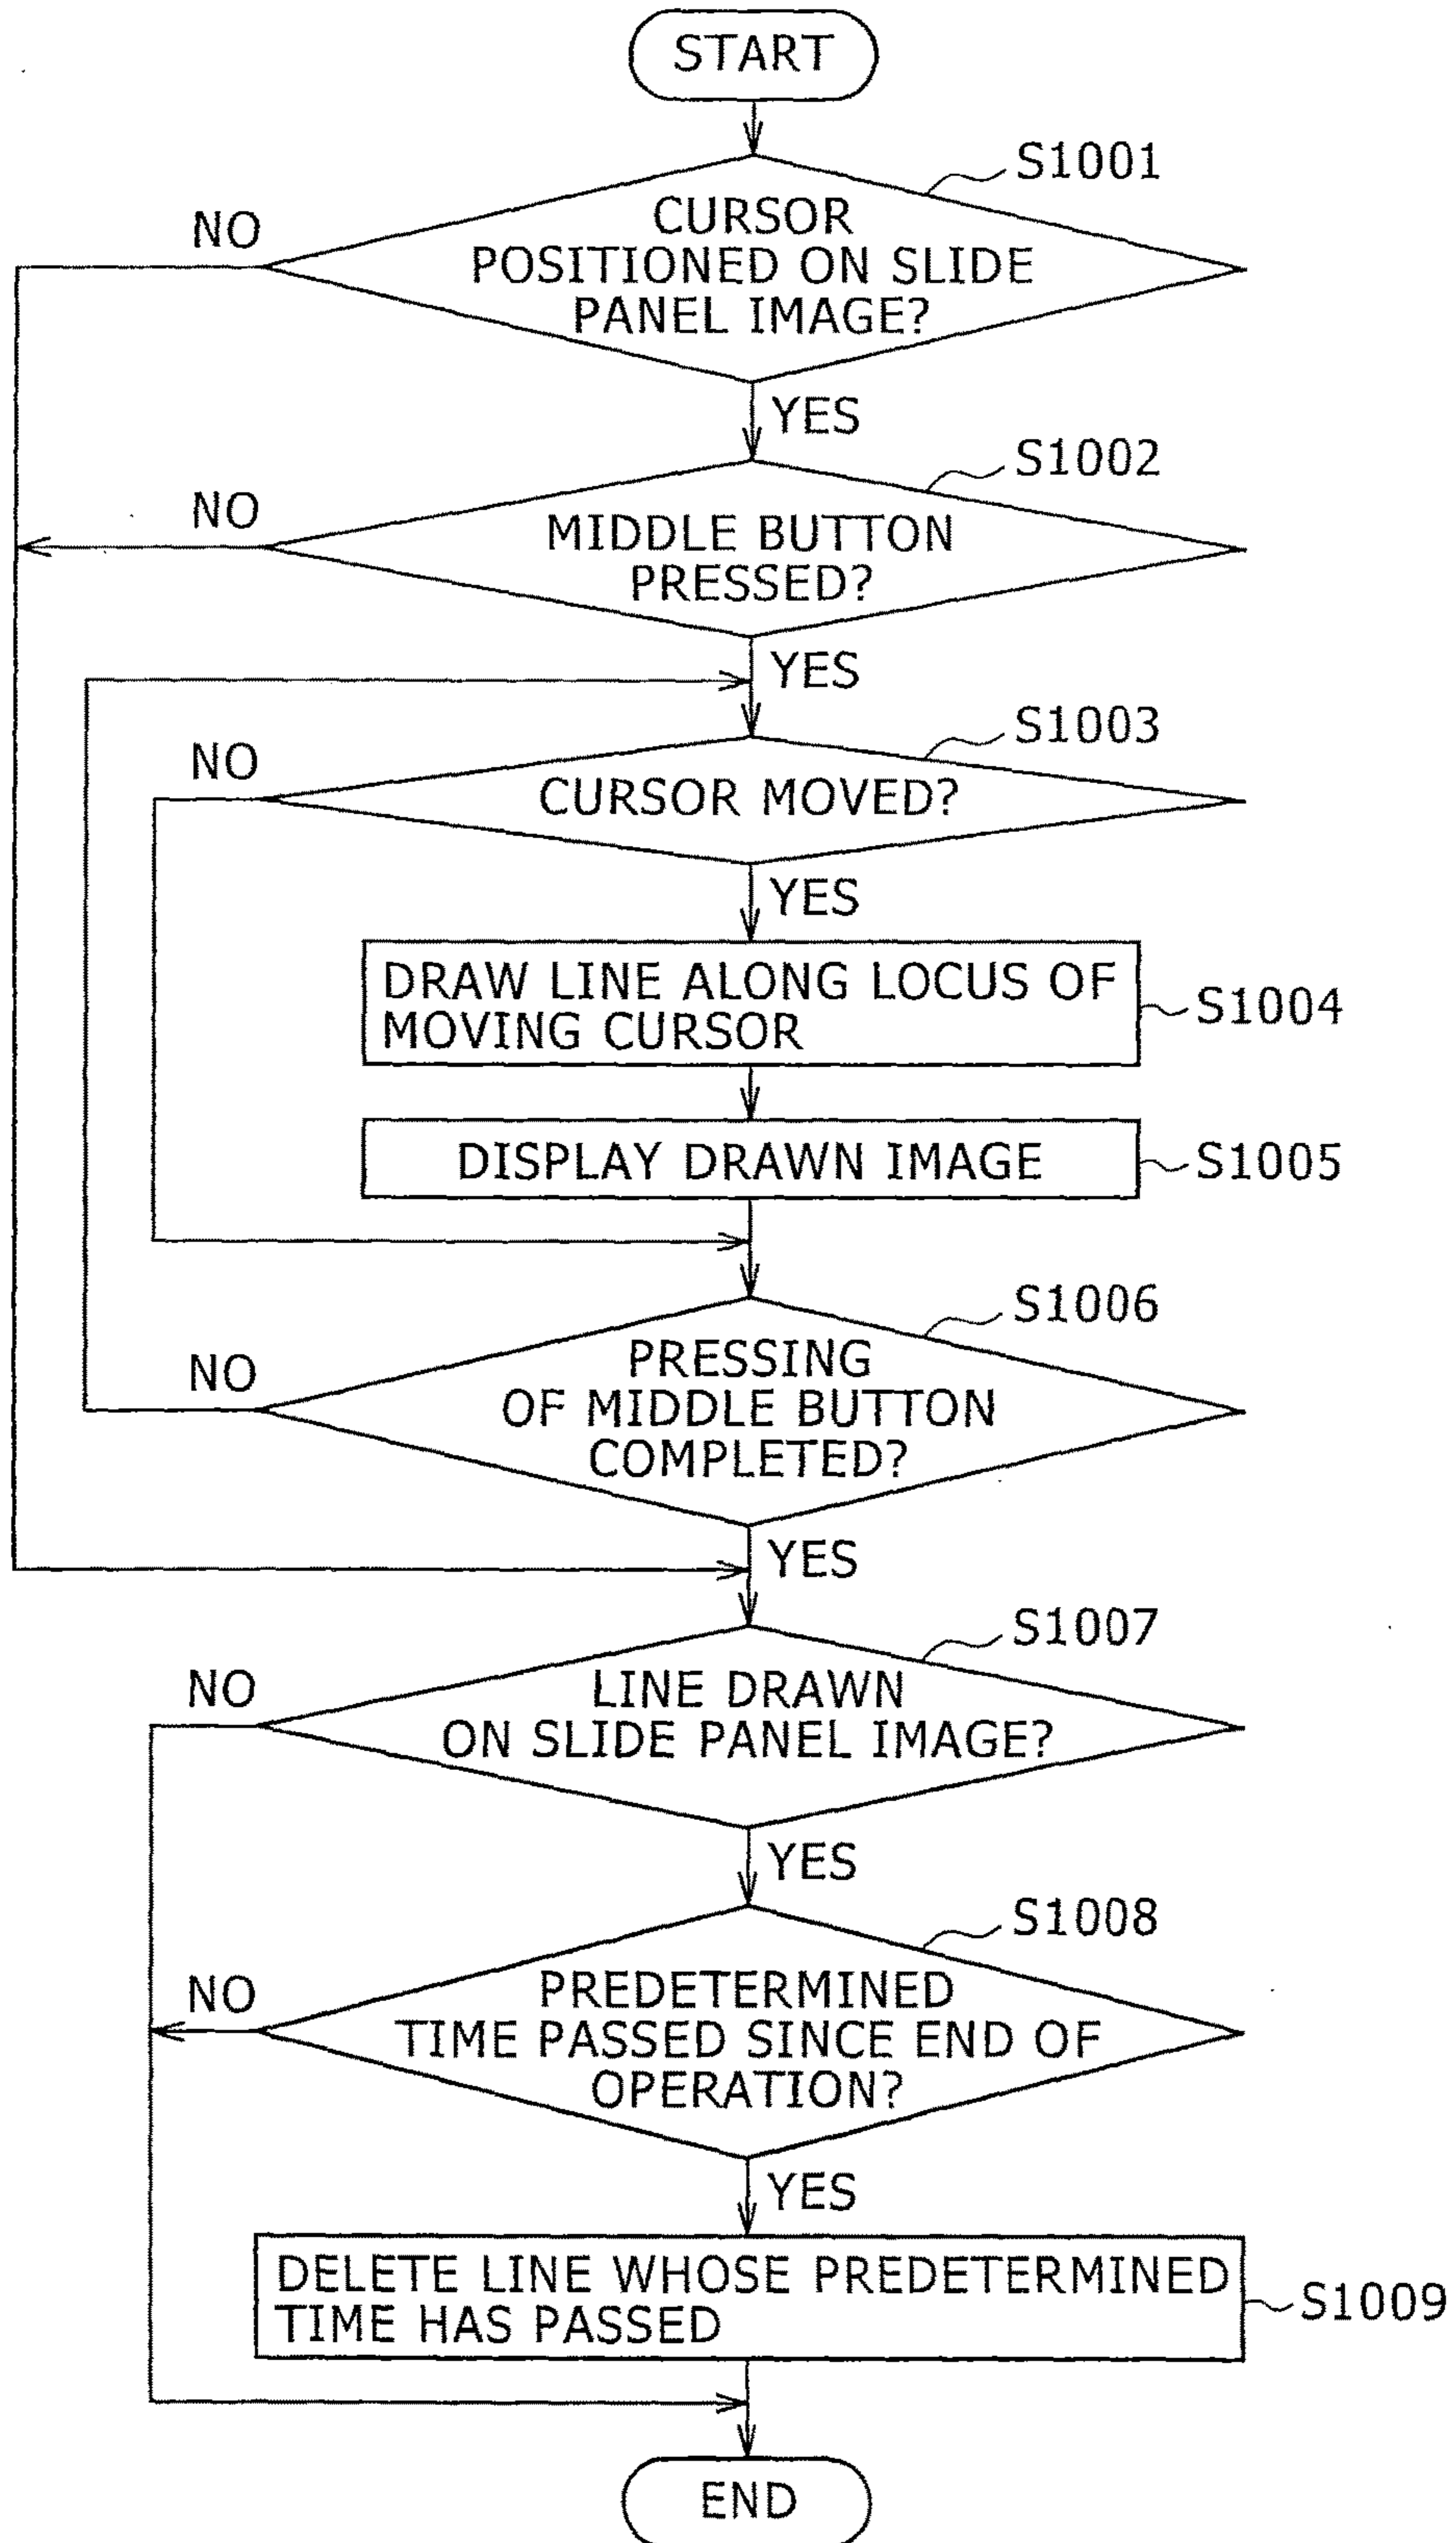 START
S1001
NO
CURSOR
POSITIONED ON SLIDE
PANEL IMAGE?
YES
S1002
NO
MIDDLE BUTTON
PRESSED?
YES
S1003
NO
CURSOR MOVED?
YES
DRAW LINE ALONG LOCUS OF
MOVING CURSOR
S1004
DISPLAY DRAWN IMAGE
S1005
S1006
NO
PRESSING
OF MIDDLE BUTTON
COMPLETED?
YES
S1007
NO
LINE DRAWN
ON SLIDE PANEL IMAGE?
YES
S1008
NO
PREDETERMINED
TIME PASSED SINCE END OF
OPERATION?
YES
DELETE LINE WHOSE PREDETERMINED
TIME HAS PASSED
S1009
END